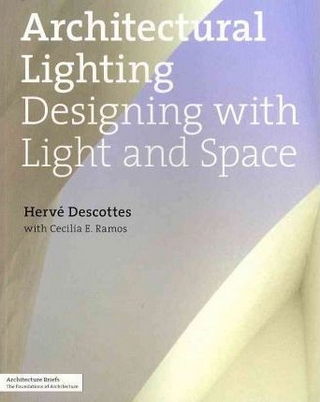 Architectural
Lighting
Designing with
Light and Space
Hervé Descottes
with Cecilia E. Ramos
Architecture Briefs
The Foundations of Architecture